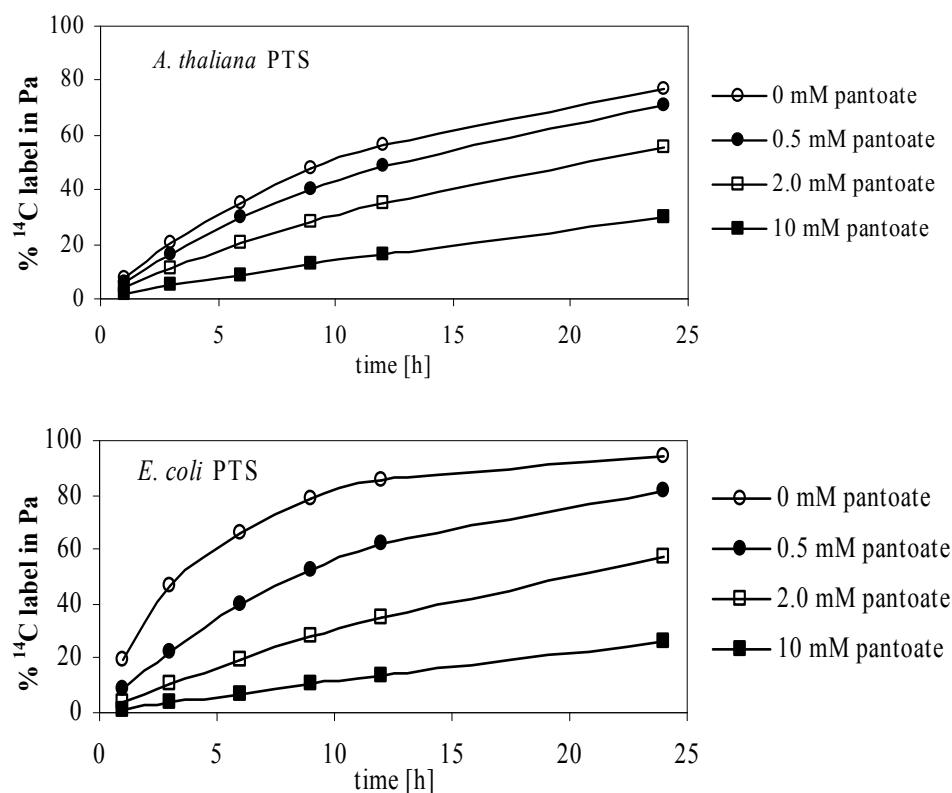 100
80
60
40
20
0
% ¹⁴C label in Pa
A. thaliana PTS
0 5 10 15 20 25
time [h]
0 mM pantoate
0.5 mM pantoate
2.0 mM pantoate
10 mM pantoate
100
80
60
40
20
0
% ¹⁴C label in Pa
E. coli PTS
0 5 10 15 20 25
time [h]
0 mM pantoate
0.5 mM pantoate
2.0 mM pantoate
10 mM pantoate